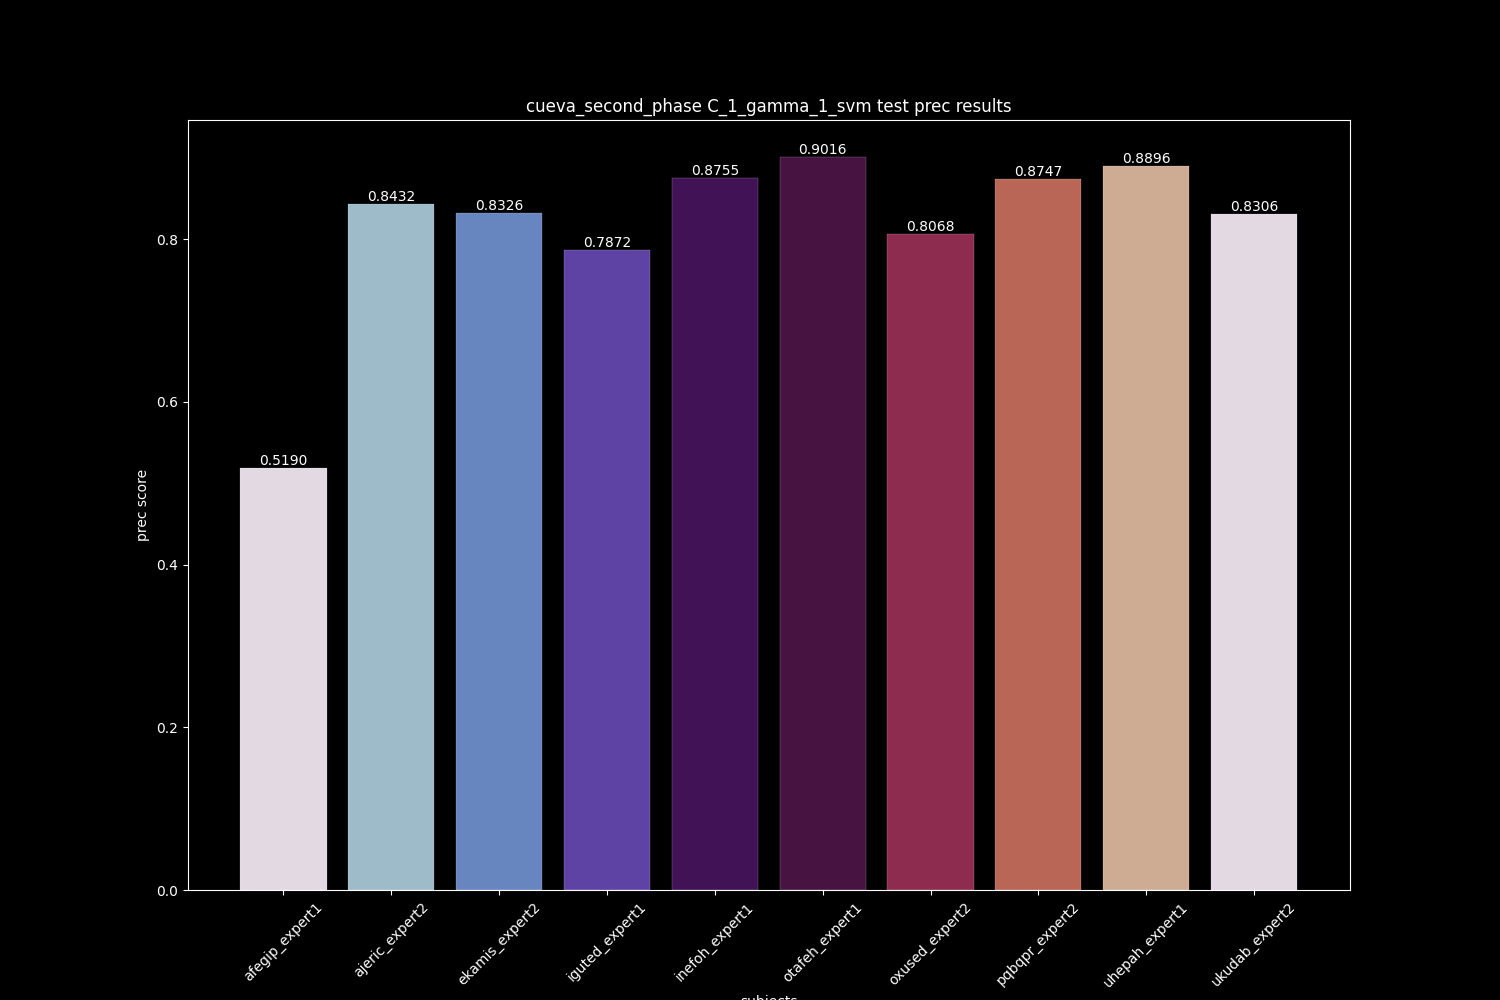 cueva_second_phase C_1_gamma_1_svm test prec results
0.9016
0.8896
0.8755
0.8747
0.8432
0.8326
0.8306
0.8068
0.7872
0.5190
0.8
0.6
0.4
0.2
0.0
prec score
afegip_expert1
ajeric_expert2
ekamis_expert2
iguted_expert1
inefoh_expert1
otafeh_expert1
oxused_expert2
pqbqpr_expert2
uhepah_expert1
ukudab_expert2
subjects